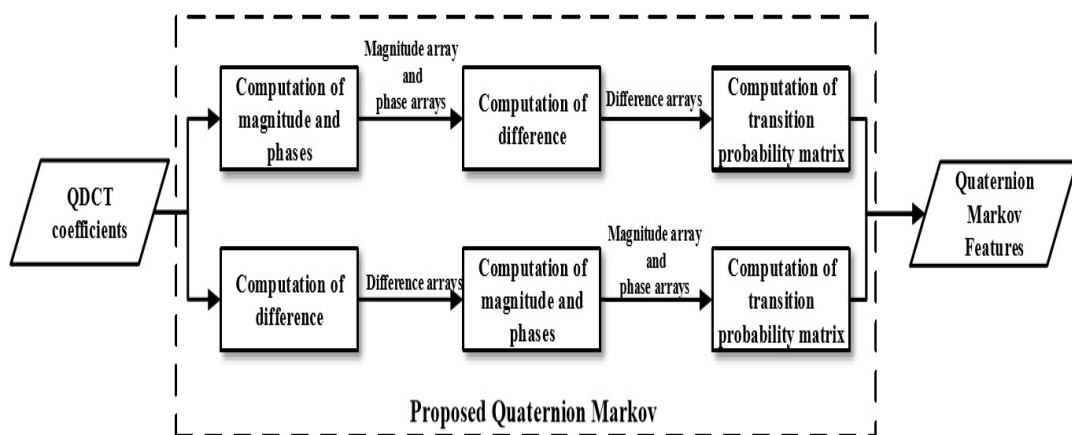 QDCT
coefficients
Computation of
magnitude and
phases
Magnitude array
and
phase arrays
Computation of
difference
Difference arrays
Computation of
transition
probability matrix
Computation of
difference
Difference arrays
Computation of
magnitude and
phases
Magnitude array
and
phase arrays
Computation of
transition
probability matrix
Quaternion
Markov
Features
Proposed Quaternion Markov